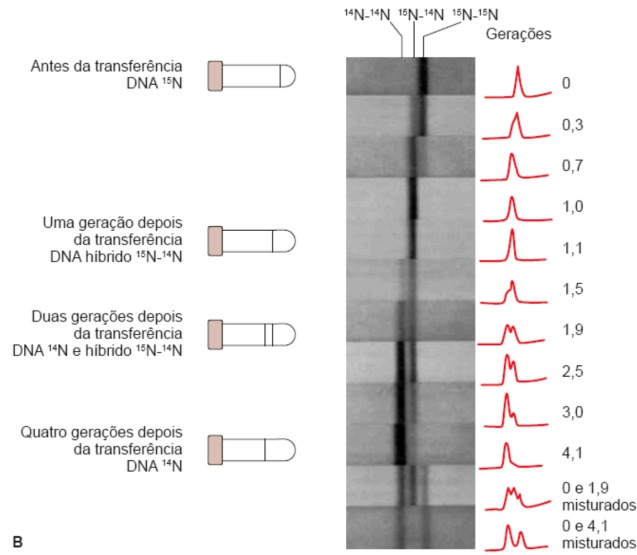 ¹⁴N-¹⁴N ¹⁵N-¹⁴N ¹⁵N-¹⁵N
Gerações
Antes da transferência
DNA ¹⁵N
0
0,3
0,7
1,0
Uma geração depois
da transferência
DNA híbrido ¹⁵N-¹⁴N
1,1
1,5
Duas gerações depois
da transferência
DNA ¹⁴N e híbrido ¹⁵N-¹⁴N
1,9
2,5
3,0
Quatro gerações depois
da transferência
DNA ¹⁴N
4,1
0 e 1,9
misturados
0 e 4,1
misturados
B